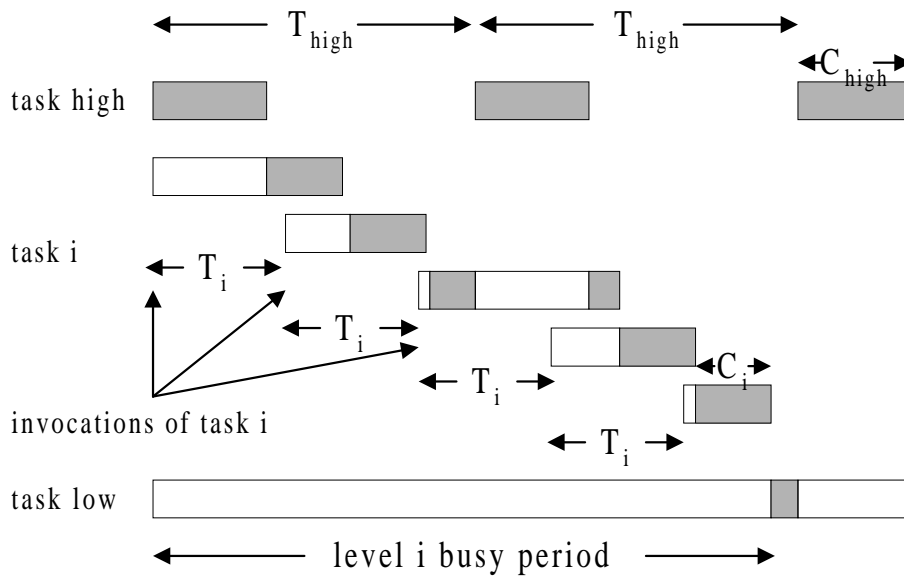 T high
T high
C high
task high
task i
T i
T i
T i
C i
invocations of task i
T i
task low
level i busy period